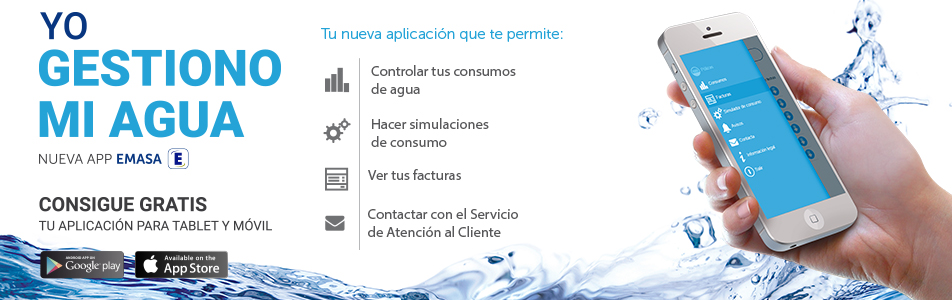 YO
GESTIONO
MI AGUA
NUEVA APP EMASA E
CONSIGUE GRATIS
TU APLICACIÓN PARA TABLET Y MÓVIL
ANDROID APP ON
Google play
Available on the
App Store
Tu nueva aplicación que te permite:
Controlar tus consumos
de agua
Hacer simulaciones
de consumo
Ver tus facturas
Contactar con el Servicio
de Atención al Cliente
Consumos
Facturas
Simulador de consumo
Avisos
Contacta
Información legal
Salir